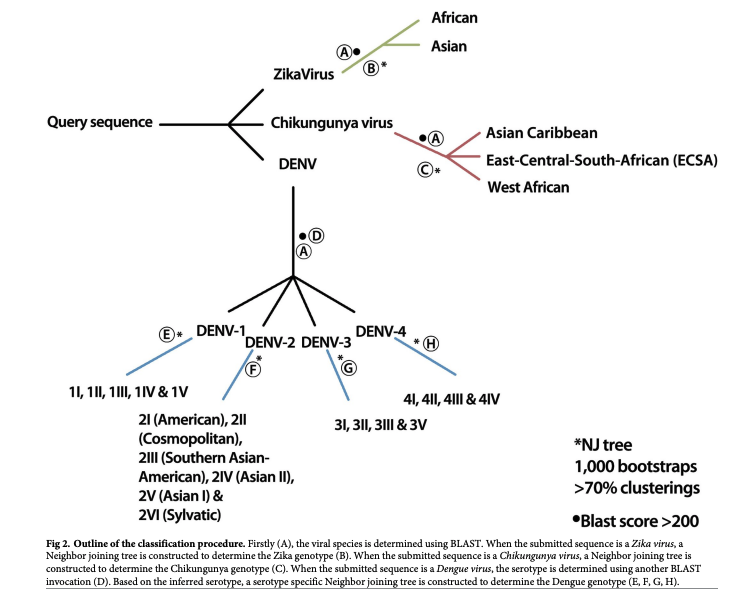 African
Ⓐ●
Asian
Ⓑ*
ZikaVirus
Query sequence
Chikungunya virus
●Ⓐ
Asian Caribbean
East-Central-South-African (ECSA)
Ⓒ*
West African
DENV
●Ⓓ
Ⓐ
Ⓔ*
DENV-1
DENV-2
DENV-3
DENV-4
*Ⓗ
Ⓕ*
*Ⓖ
1I, 1II, 1III, 1IV & 1V
4I, 4II, 4III & 4IV
2I (American), 2II
(Cosmopolitan),
2III (Southern Asian-
American), 2IV (Asian II),
2V (Asian I) &
2VI (Sylvatic)
3I, 3II, 3III & 3V
*NJ tree
1,000 bootstraps
>70% clusterings
●Blast score >200
Fig 2. Outline of the classification procedure. Firstly (A), the viral species is determined using BLAST. When the submitted sequence is a Zika virus, a
Neighbor joining tree is constructed to determine the Zika genotype (B). When the submitted sequence is a Chikungunya virus, a Neighbor joining tree is
constructed to determine the Chikungunya genotype (C). When the submitted sequence is a Dengue virus, the serotype is determined using another BLAST
invocation (D). Based on the inferred serotype, a serotype specific Neighbor joining tree is constructed to determine the Dengue genotype (E, F, G, H).